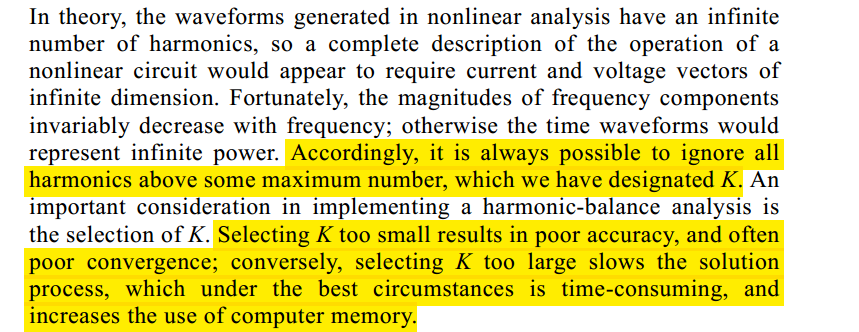 In theory, the waveforms generated in nonlinear analysis have an infinite
number of harmonics, so a complete description of the operation of a
nonlinear circuit would appear to require current and voltage vectors of
infinite dimension. Fortunately, the magnitudes of frequency components
invariably decrease with frequency; otherwise the time waveforms would
represent infinite power. Accordingly, it is always possible to ignore all
harmonics above some maximum number, which we have designated K. An
important consideration in implementing a harmonic-balance analysis is
the selection of K. Selecting K too small results in poor accuracy, and often
poor convergence; conversely, selecting K too large slows the solution
process, which under the best circumstances is time-consuming, and
increases the use of computer memory.